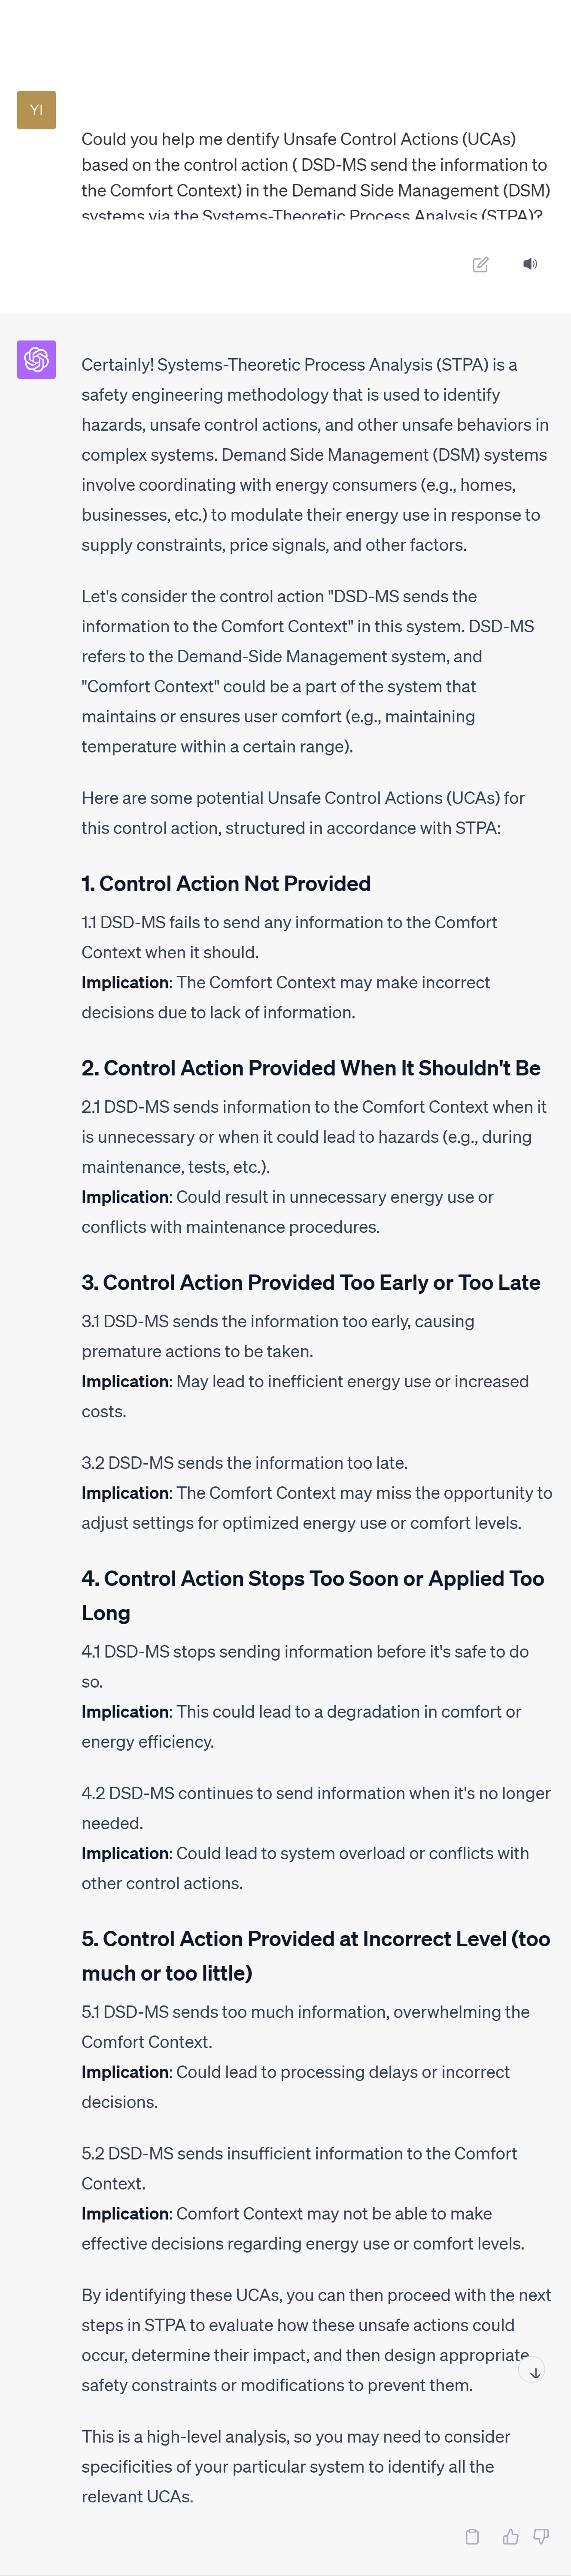 YI
Could you help me dentify Unsafe Control Actions (UCAs)
based on the control action ( DSD-MS send the information to
the Comfort Context) in the Demand Side Management (DSM)
systems via the Systems-Theoretic Process Analysis (STPA)?
Certainly! Systems-Theoretic Process Analysis (STPA) is a
safety engineering methodology that is used to identify
hazards, unsafe control actions, and other unsafe behaviors in
complex systems. Demand Side Management (DSM) systems
involve coordinating with energy consumers (e.g., homes,
businesses, etc.) to modulate their energy use in response to
supply constraints, price signals, and other factors.
Let's consider the control action "DSD-MS sends the
information to the Comfort Context" in this system. DSD-MS
refers to the Demand-Side Management system, and
"Comfort Context" could be a part of the system that
maintains or ensures user comfort (e.g., maintaining
temperature within a certain range).
Here are some potential Unsafe Control Actions (UCAs) for
this control action, structured in accordance with STPA:
1. Control Action Not Provided
1.1 DSD-MS fails to send any information to the Comfort
Context when it should.
Implication: The Comfort Context may make incorrect
decisions due to lack of information.
2. Control Action Provided When It Shouldn't Be
2.1 DSD-MS sends information to the Comfort Context when it
is unnecessary or when it could lead to hazards (e.g., during
maintenance, tests, etc.).
Implication: Could result in unnecessary energy use or
conflicts with maintenance procedures.
3. Control Action Provided Too Early or Too Late
3.1 DSD-MS sends the information too early, causing
premature actions to be taken.
Implication: May lead to inefficient energy use or increased
costs.
3.2 DSD-MS sends the information too late.
Implication: The Comfort Context may miss the opportunity to
adjust settings for optimized energy use or comfort levels.
4. Control Action Stops Too Soon or Applied Too
Long
4.1 DSD-MS stops sending information before it's safe to do
so.
Implication: This could lead to a degradation in comfort or
energy efficiency.
4.2 DSD-MS continues to send information when it's no longer
needed.
Implication: Could lead to system overload or conflicts with
other control actions.
5. Control Action Provided at Incorrect Level (too
much or too little)
5.1 DSD-MS sends too much information, overwhelming the
Comfort Context.
Implication: Could lead to processing delays or incorrect
decisions.
5.2 DSD-MS sends insufficient information to the Comfort
Context.
Implication: Comfort Context may not be able to make
effective decisions regarding energy use or comfort levels.
By identifying these UCAs, you can then proceed with the next
steps in STPA to evaluate how these unsafe actions could
occur, determine their impact, and then design appropriate
safety constraints or modifications to prevent them.
This is a high-level analysis, so you may need to consider
specificities of your particular system to identify all the
relevant UCAs.